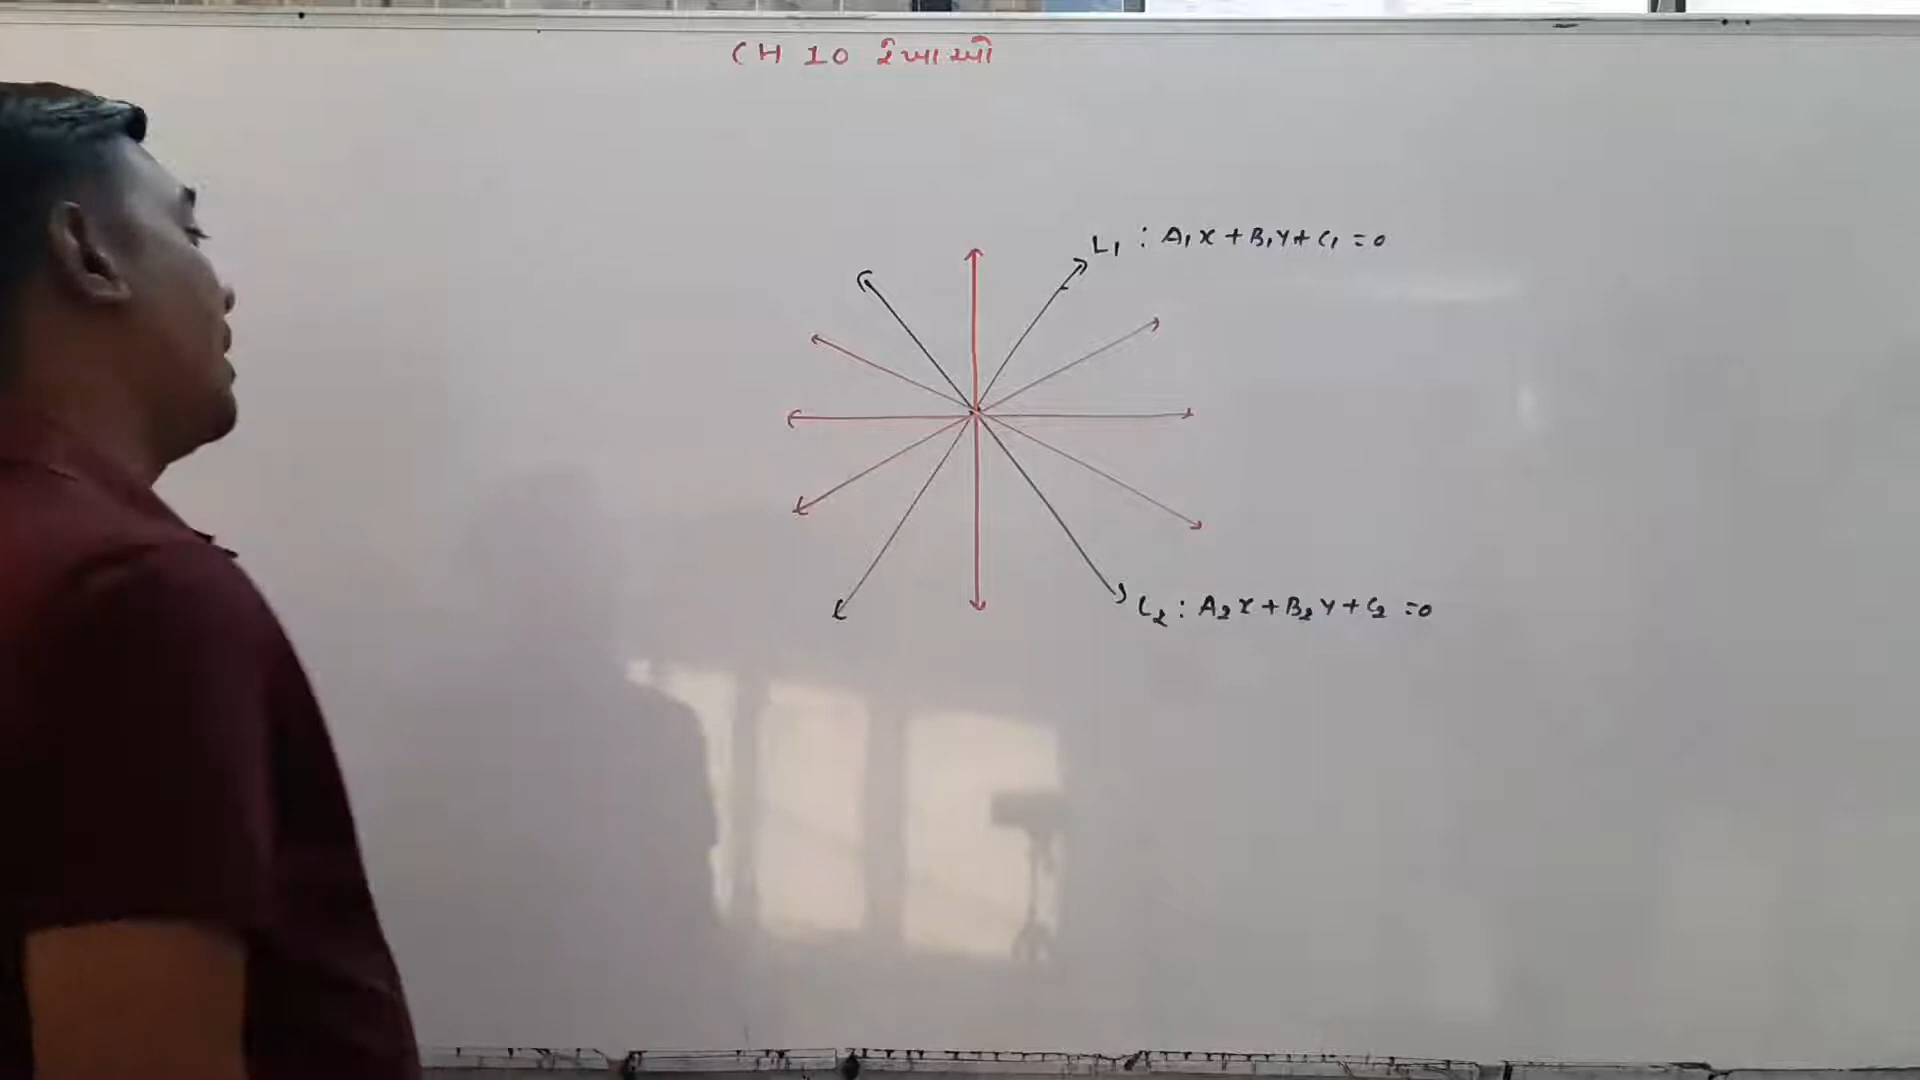 CH 10 રેખાઓ
L₁ : A₁x + B₁y + C₁ = 0
L₂ : A₂x + B₂y + C₂ = 0